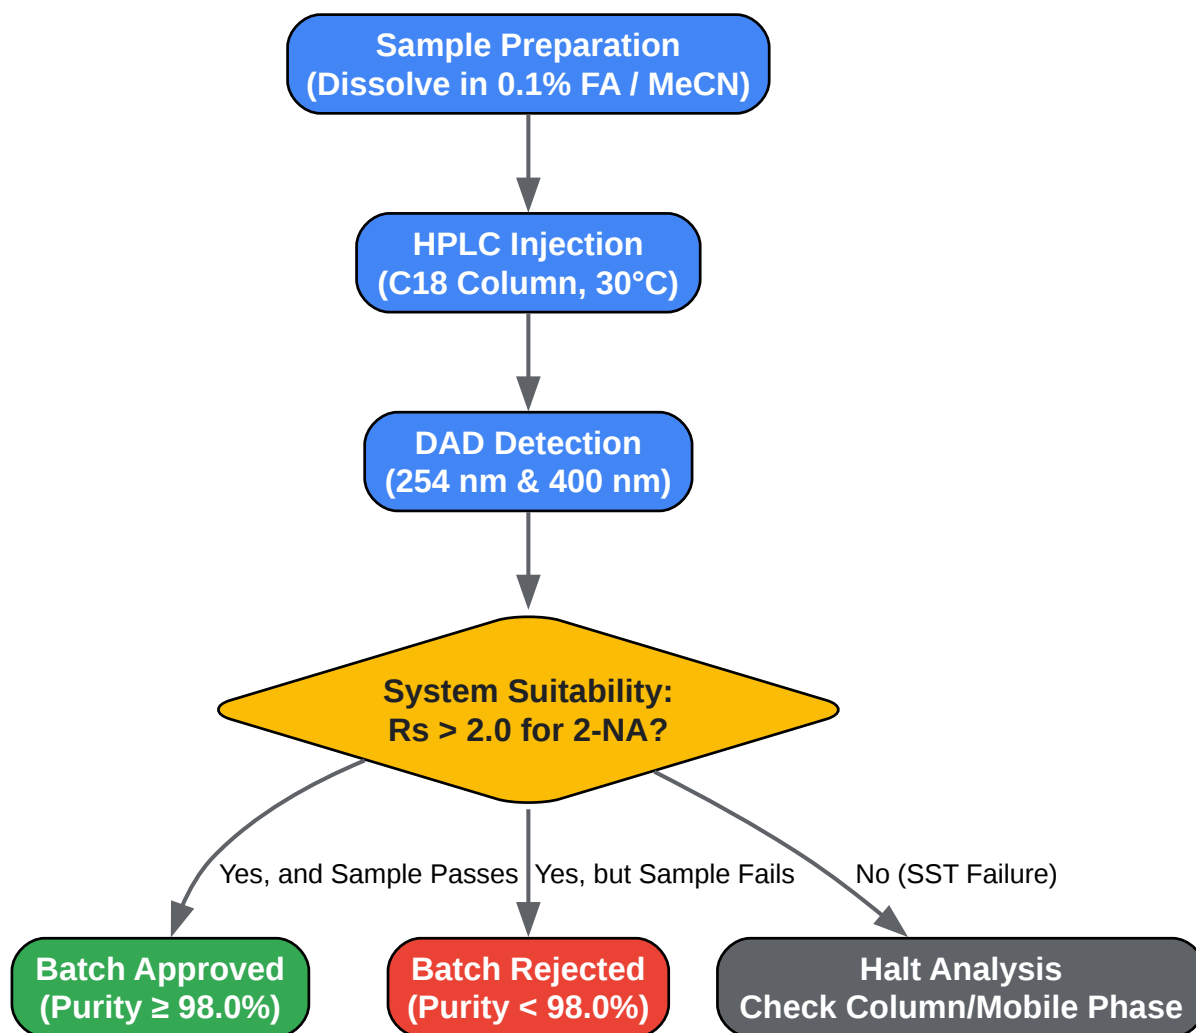 Sample Preparation
(Dissolve in 0.1% FA / MeCN)
HPLC Injection
(C18 Column, 30°C)
DAD Detection
(254 nm & 400 nm)
System Suitability:
Rs > 2.0 for 2-NA?
Yes, and Sample Passes
Yes, but Sample Fails
No (SST Failure)
Batch Approved
(Purity ≥ 98.0%)
Batch Rejected
(Purity < 98.0%)
Halt Analysis
Check Column/Mobile Phase